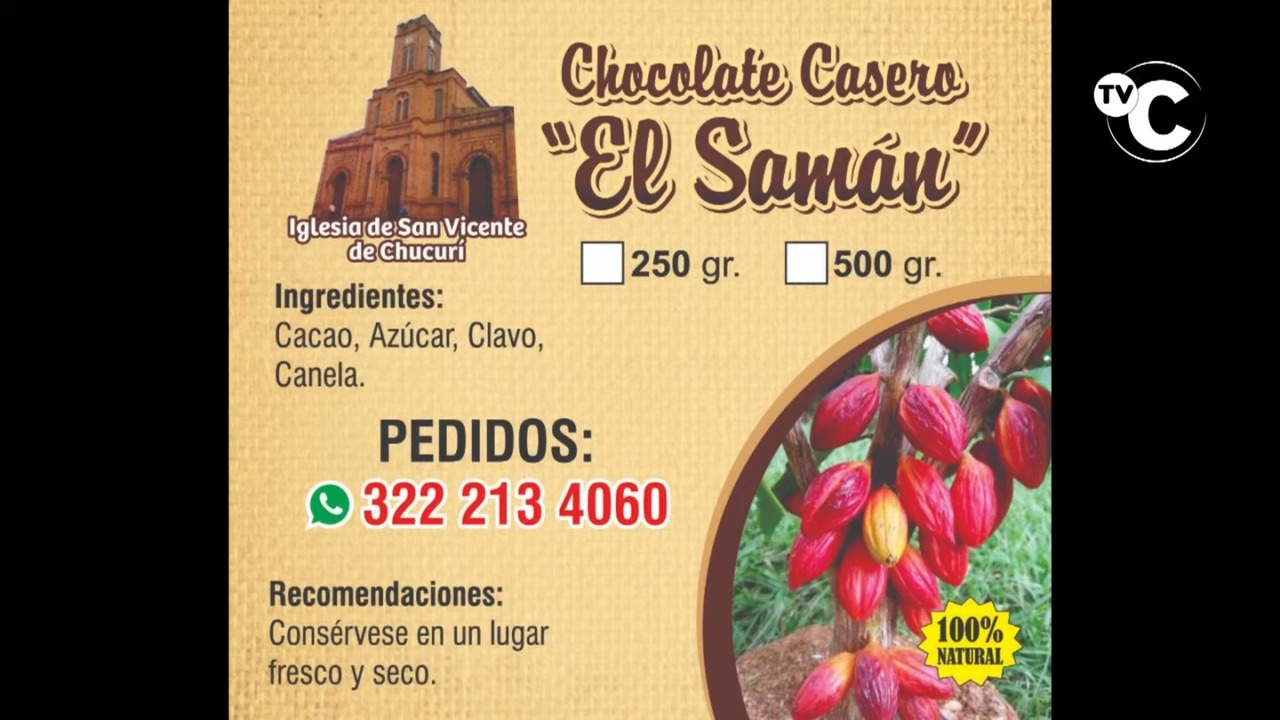 Chocolate Casero
"El Samán"
Iglesia de San Vicente
de Chucurí
250 gr. 500 gr.
Ingredientes:
Cacao, Azúcar, Clavo,
Canela.
PEDIDOS:
322 213 4060
Recomendaciones:
Consérvese en un lugar
fresco y seco.
100%
NATURAL
TV C